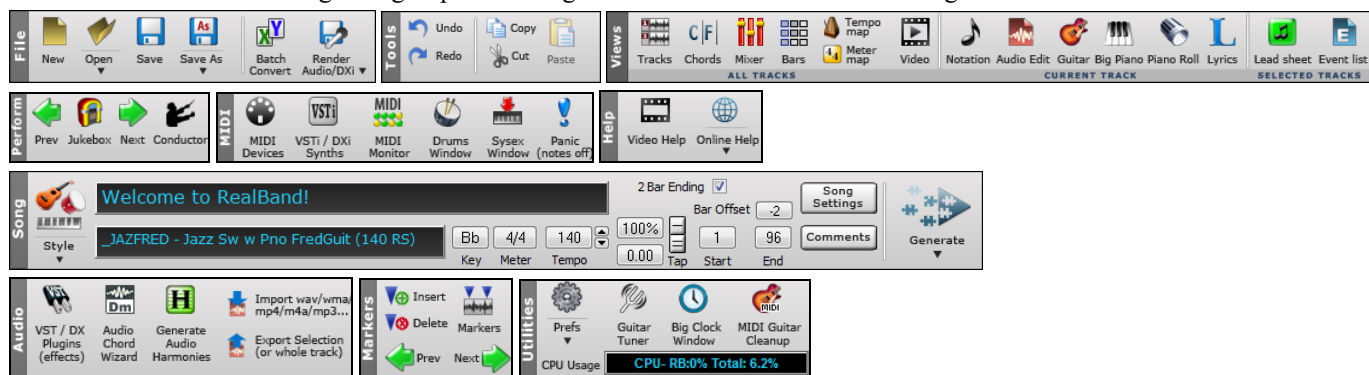 File
New
Open
Save
As
Save As
XY
Batch
Convert
Render
Audio/DXi
Tools
Undo
Redo
Copy
Cut
Paste
Views
Tracks
C|F|
Chords
Mixer
Bars
Tempo
map
Meter
map
Video
ALL TRACKS
Notation
Audio Edit
Guitar
Big Piano
Piano Roll
L
Lyrics
CURRENT TRACK
Lead sheet
E
Event list
SELECTED TRACKS
Perform
Prev
Jukebox
Next
Conductor
MIDI
MIDI
Devices
VSTi
VSTi / DXi
Synths
MIDI
MIDI
Monitor
Drums
Window
Sysex
Window
Panic
(notes off)
Help
Video Help
Online Help
Song
Style
Welcome to RealBand!
_JAZFRED - Jazz Sw w Pno FredGuit (140 RS)
Bb
Key
4/4
Meter
140
Tempo
100%
0.00
Tap
2 Bar Ending
Bar Offset
-2
1
Start
96
End
Song
Settings
Comments
Generate
Audio
VST
VST / DX
Plugins
(effects)
Dm
Audio
Chord
Wizard
H
Generate
Audio
Harmonies
Import wav/wma/
mp4/m4a/mp3...
Export Selection
(or whole track)
Markers
Insert
Delete
Markers
Prev
Next
Utilities
Prefs
Guitar
Tuner
Big Clock
Window
MIDI
MIDI Guitar
Cleanup
CPU Usage
CPU- RB:0% Total: 6.2%